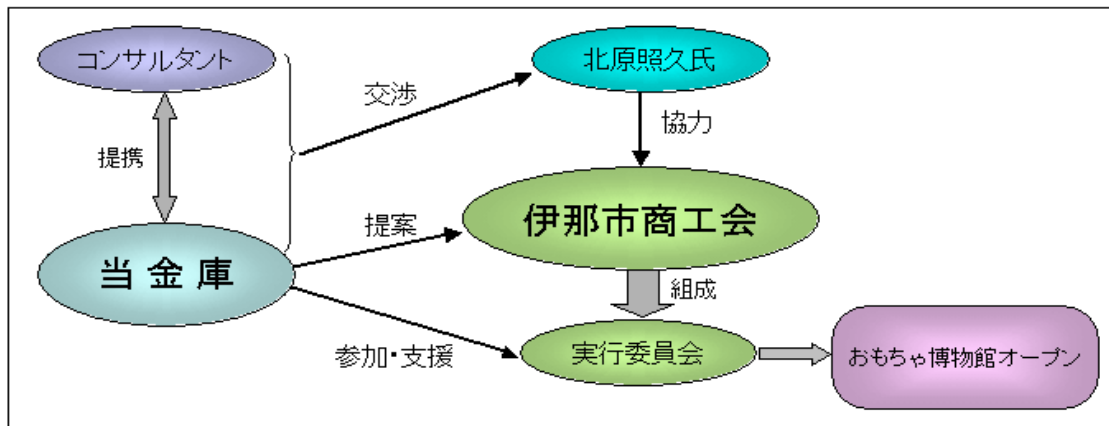 コンサルタント
北原照久氏
交渉
協力
提携
伊那市商工会
提案
当金庫
組成
参加・支援
実行委員会
おもちゃ博物館オープン